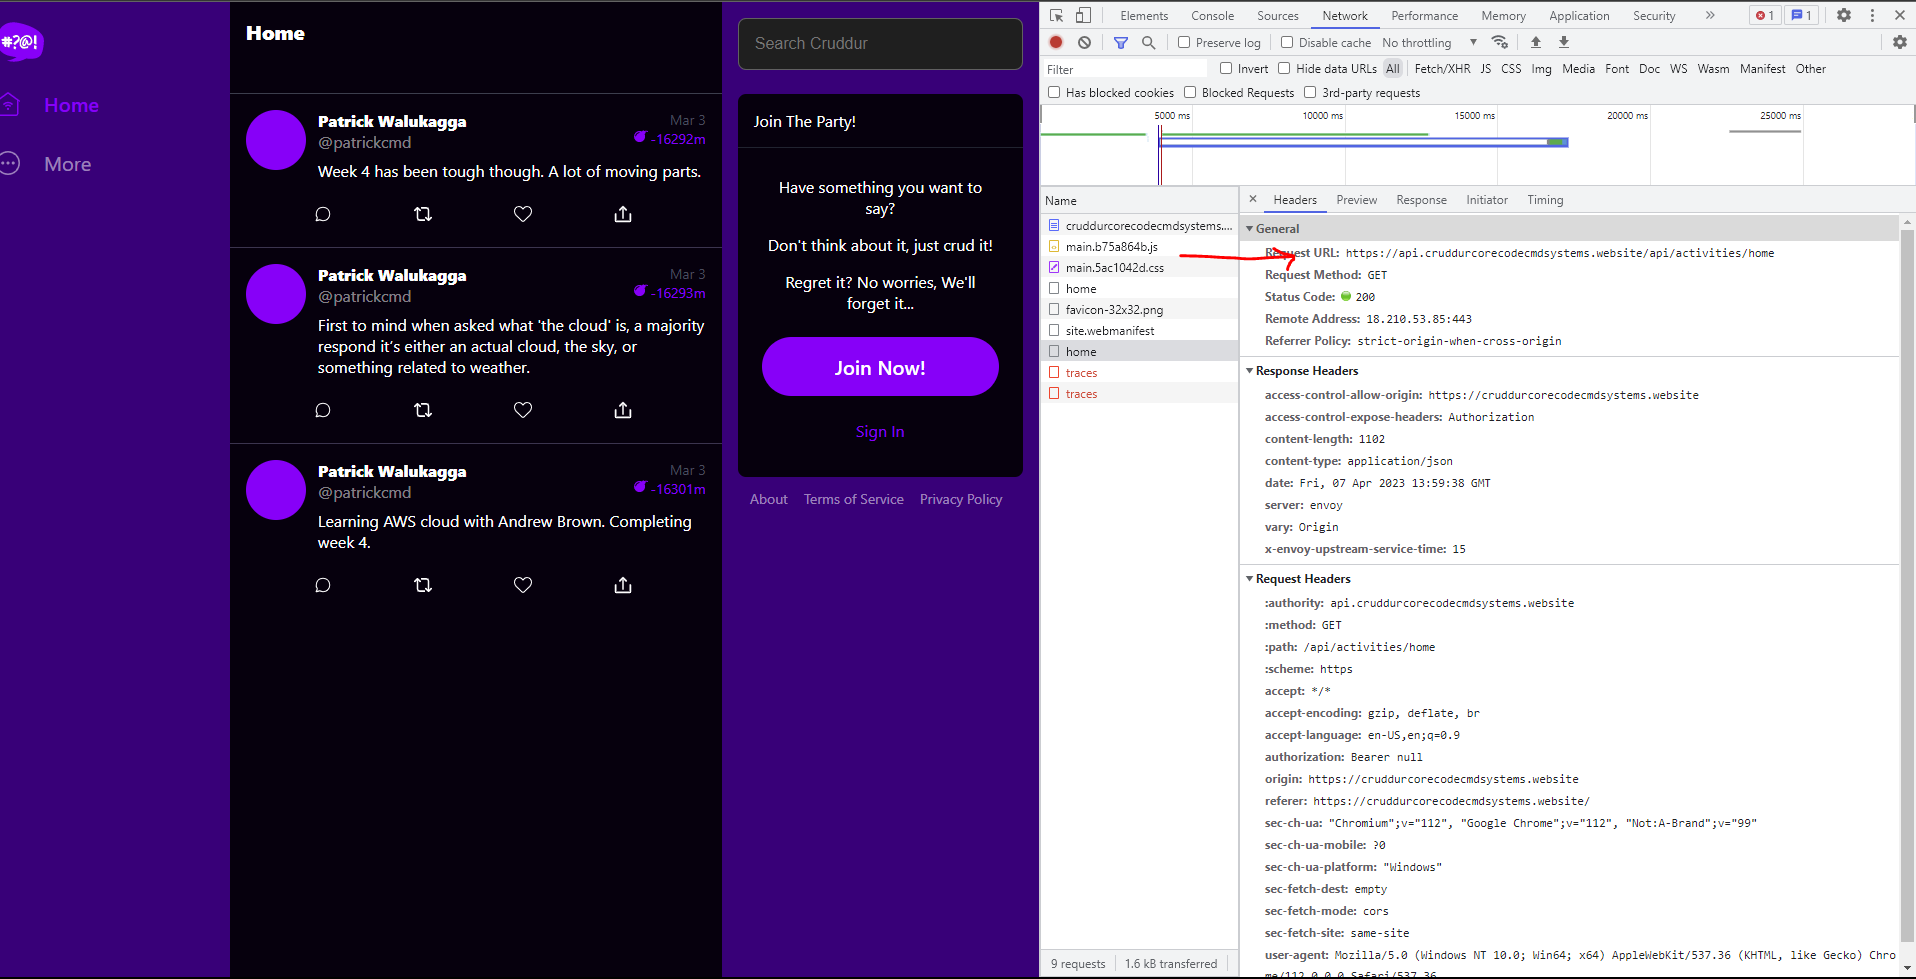 #?@!
Home
More
Home
Patrick Walukagga
Mar 3
@patrickcmd
-16292m
Week 4 has been tough though. A lot of moving parts.
Patrick Walukagga
Mar 3
@patrickcmd
-16293m
First to mind when asked what 'the cloud' is, a majority
respond it’s either an actual cloud, the sky, or
something related to weather.
Patrick Walukagga
Mar 3
@patrickcmd
-16301m
Learning AWS cloud with Andrew Brown. Completing
week 4.
Search Cruddur
Join The Party!
Have something you want to
say?
Don't think about it, just crud it!
Regret it? No worries, We'll
forget it...
Join Now!
Sign In
About Terms of Service Privacy Policy
Elements Console Sources Network Performance Memory Application Security » 1 1
Preserve log Disable cache No throttling
Filter Invert Hide data URLs All Fetch/XHR JS CSS Img Media Font Doc WS Wasm Manifest Other
Has blocked cookies Blocked Requests 3rd-party requests
5000 ms 10000 ms 15000 ms 20000 ms 25000 ms
Name
cruddurcorecodecmdsystems....
main.b75a864b.js
main.5ac1042d.css
home
favicon-32x32.png
site.webmanifest
home
traces
traces
9 requests 1.6 kB transferred
Headers Preview Response Initiator Timing
General
Request URL: https://api.cruddurcorecodecmdsystems.website/api/activities/home
Request Method: GET
Status Code: 200
Remote Address: 18.210.53.85:443
Referrer Policy: strict-origin-when-cross-origin
Response Headers
access-control-allow-origin: https://cruddurcorecodecmdsystems.website
access-control-expose-headers: Authorization
content-length: 1102
content-type: application/json
date: Fri, 07 Apr 2023 13:59:38 GMT
server: envoy
vary: Origin
x-envoy-upstream-service-time: 15
Request Headers
:authority: api.cruddurcorecodecmdsystems.website
:method: GET
:path: /api/activities/home
:scheme: https
accept: */*
accept-encoding: gzip, deflate, br
accept-language: en-US,en;q=0.9
authorization: Bearer null
origin: https://cruddurcorecodecmdsystems.website
referer: https://cruddurcorecodecmdsystems.website/
sec-ch-ua: "Chromium";v="112", "Google Chrome";v="112", "Not:A-Brand";v="99"
sec-ch-ua-mobile: ?0
sec-ch-ua-platform: "Windows"
sec-fetch-dest: empty
sec-fetch-mode: cors
sec-fetch-site: same-site
user-agent: Mozilla/5.0 (Windows NT 10.0; Win64; x64) AppleWebKit/537.36 (KHTML, like Gecko) Chro
me/112.0.0.0 Safari/537.36